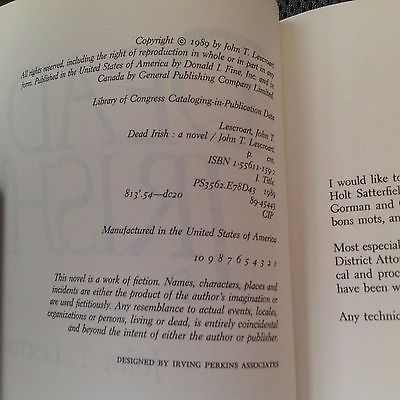 Copyright © 1989 by John T. Lescroart
All rights reserved, including the right of reproduction in whole or in part in any
form. Published in the United States of America by Donald I. Fine, Inc. and in
Canada by General Publishing Company Limited
Library of Congress Cataloging-in-Publication Data
Lescroart, John T.
Dead Irish : a novel / John T. Lescroart.
p. cm.
ISBN 1-55611-159-2
I. Title.
PS3562.E78D43 1989
813'.54—dc20 89-45443
CIP
Manufactured in the United States of America
10 9 8 7 6 5 4 3 2 1
This novel is a work of fiction. Names, characters, places and
incidents are either the product of the author's imagination or
are used fictitiously. Any resemblance to actual events, locales,
organizations or persons, living or dead, is entirely coincidental
and beyond the intent of either the author or publisher.
DESIGNED BY IRVING PERKINS ASSOCIATES
I would like to
Holt Satterfiel
Gorman and
bons mots, an
Most especial
District Atto
cal and proc
have been w
Any technic